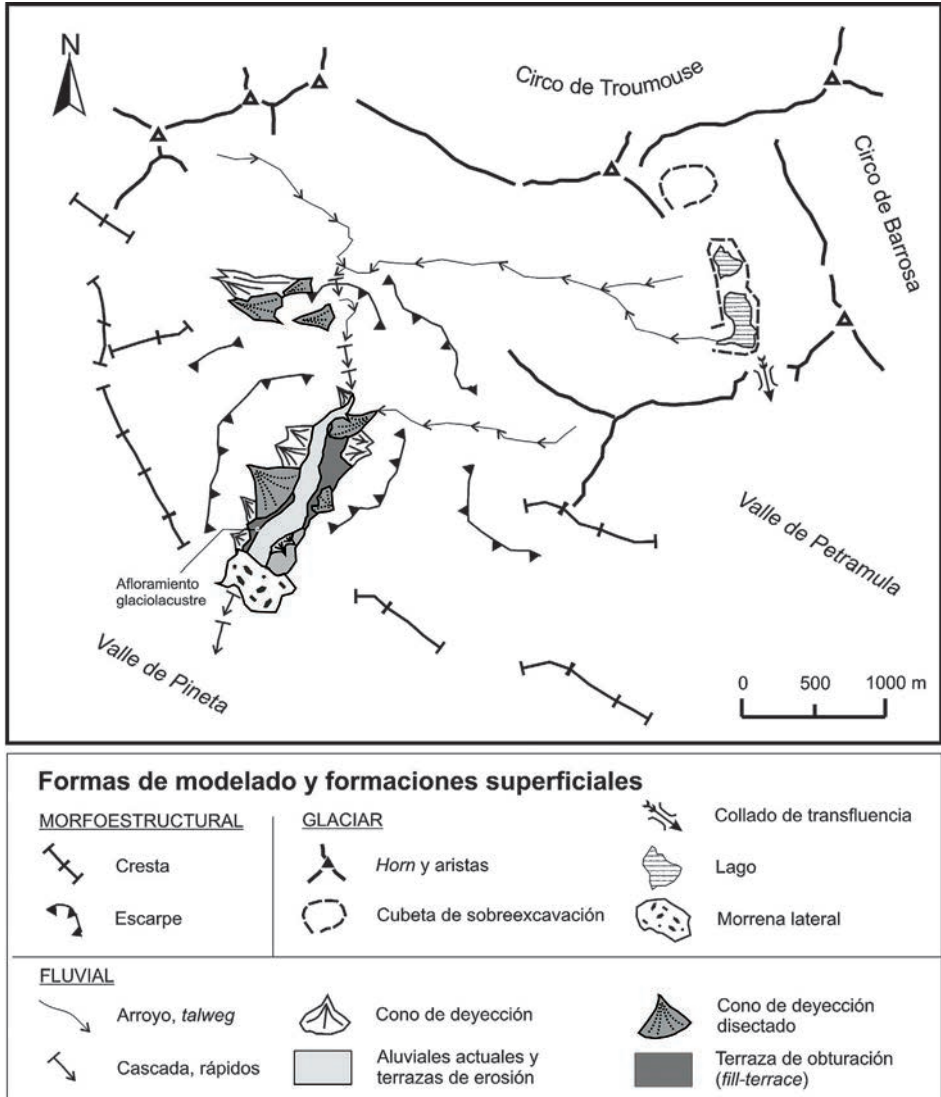 N
Circo de Troumouse
Circo de Barrosa
Afloramiento
glaciolacustre
Valle de Petramula
Valle de Pineta
0 500 1000 m
Formas de modelado y formaciones superficiales
MORFOESTRUCTURAL
Cresta
Escarpe
GLACIAR
Horn y aristas
Cubeta de sobreexcavación
Collado de transfluencia
Lago
Morrena lateral
FLUVIAL
Arroyo, talweg
Cascada, rápidos
Cono de deyección
Aluviales actuales y
terrazas de erosión
Cono de deyección
disectado
Terraza de obturación
(fill-terrace)